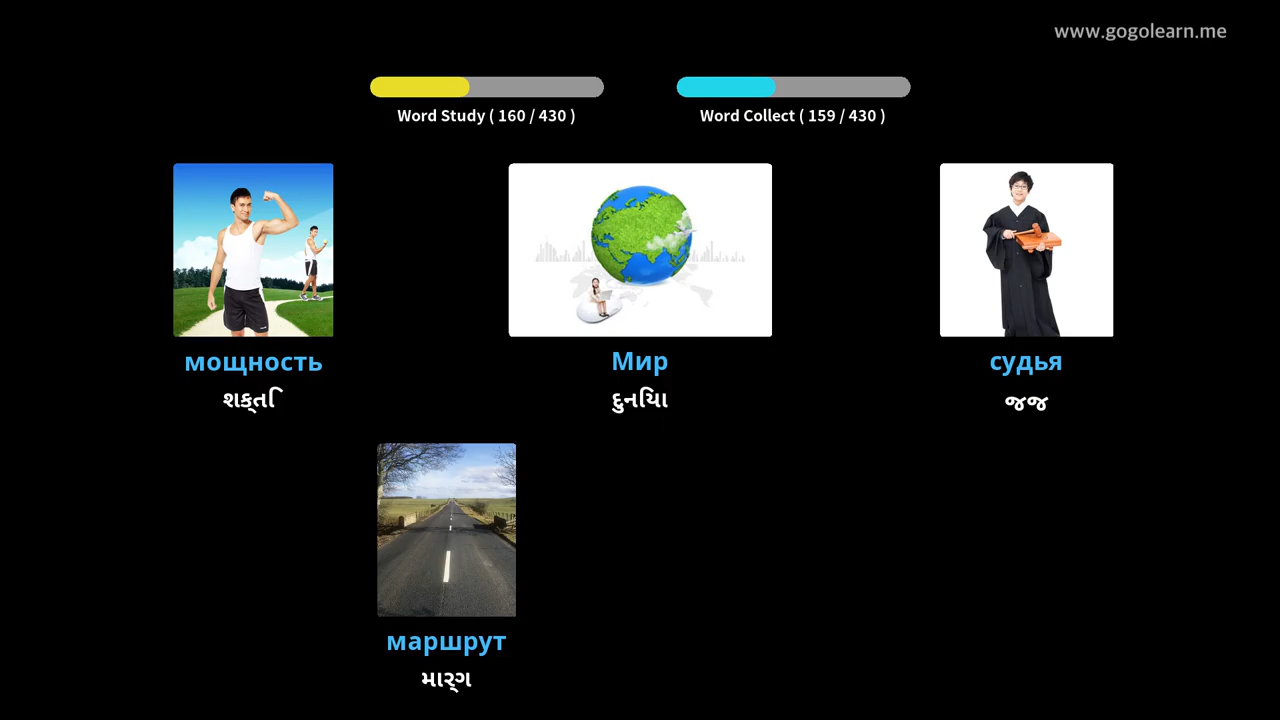 www.gogolearn.me
Word Study ( 160 / 430 )
Word Collect ( 159 / 430 )
мощность
શક્તિ
Мир
દુનિયા
судья
જજ
маршрут
માર્ગ